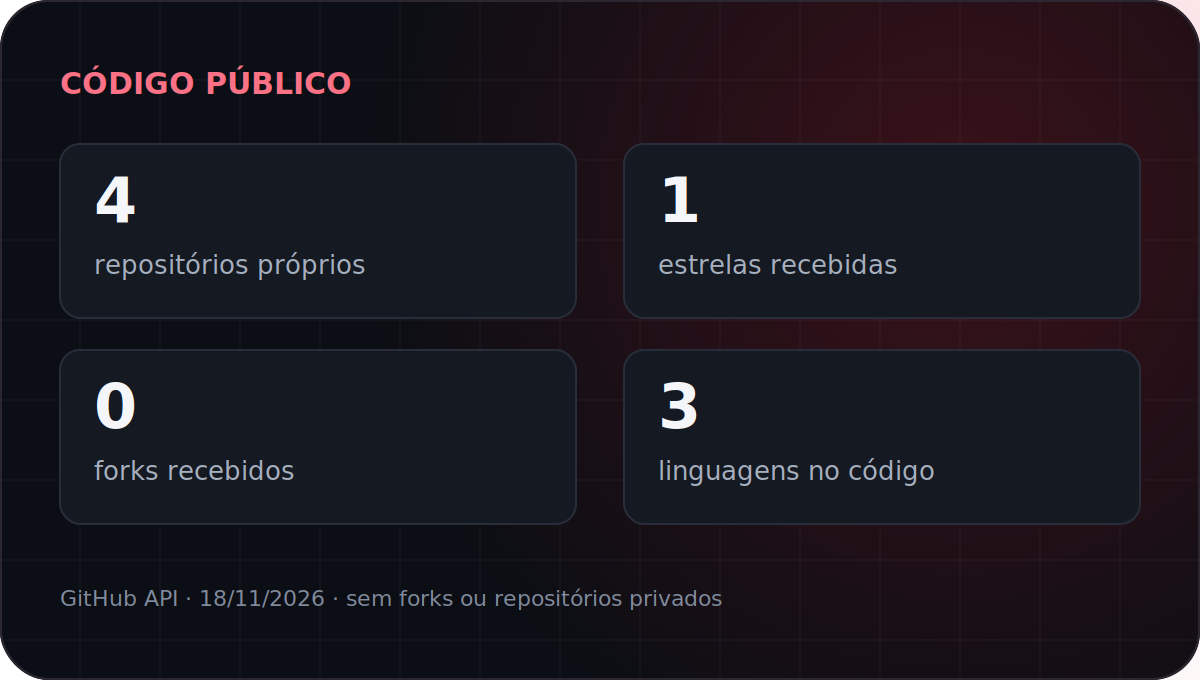 CÓDIGO PÚBLICO
4
repositórios próprios
1
estrelas recebidas
0
forks recebidos
3
linguagens no código
GitHub API · 18/11/2026 · sem forks ou repositórios privados